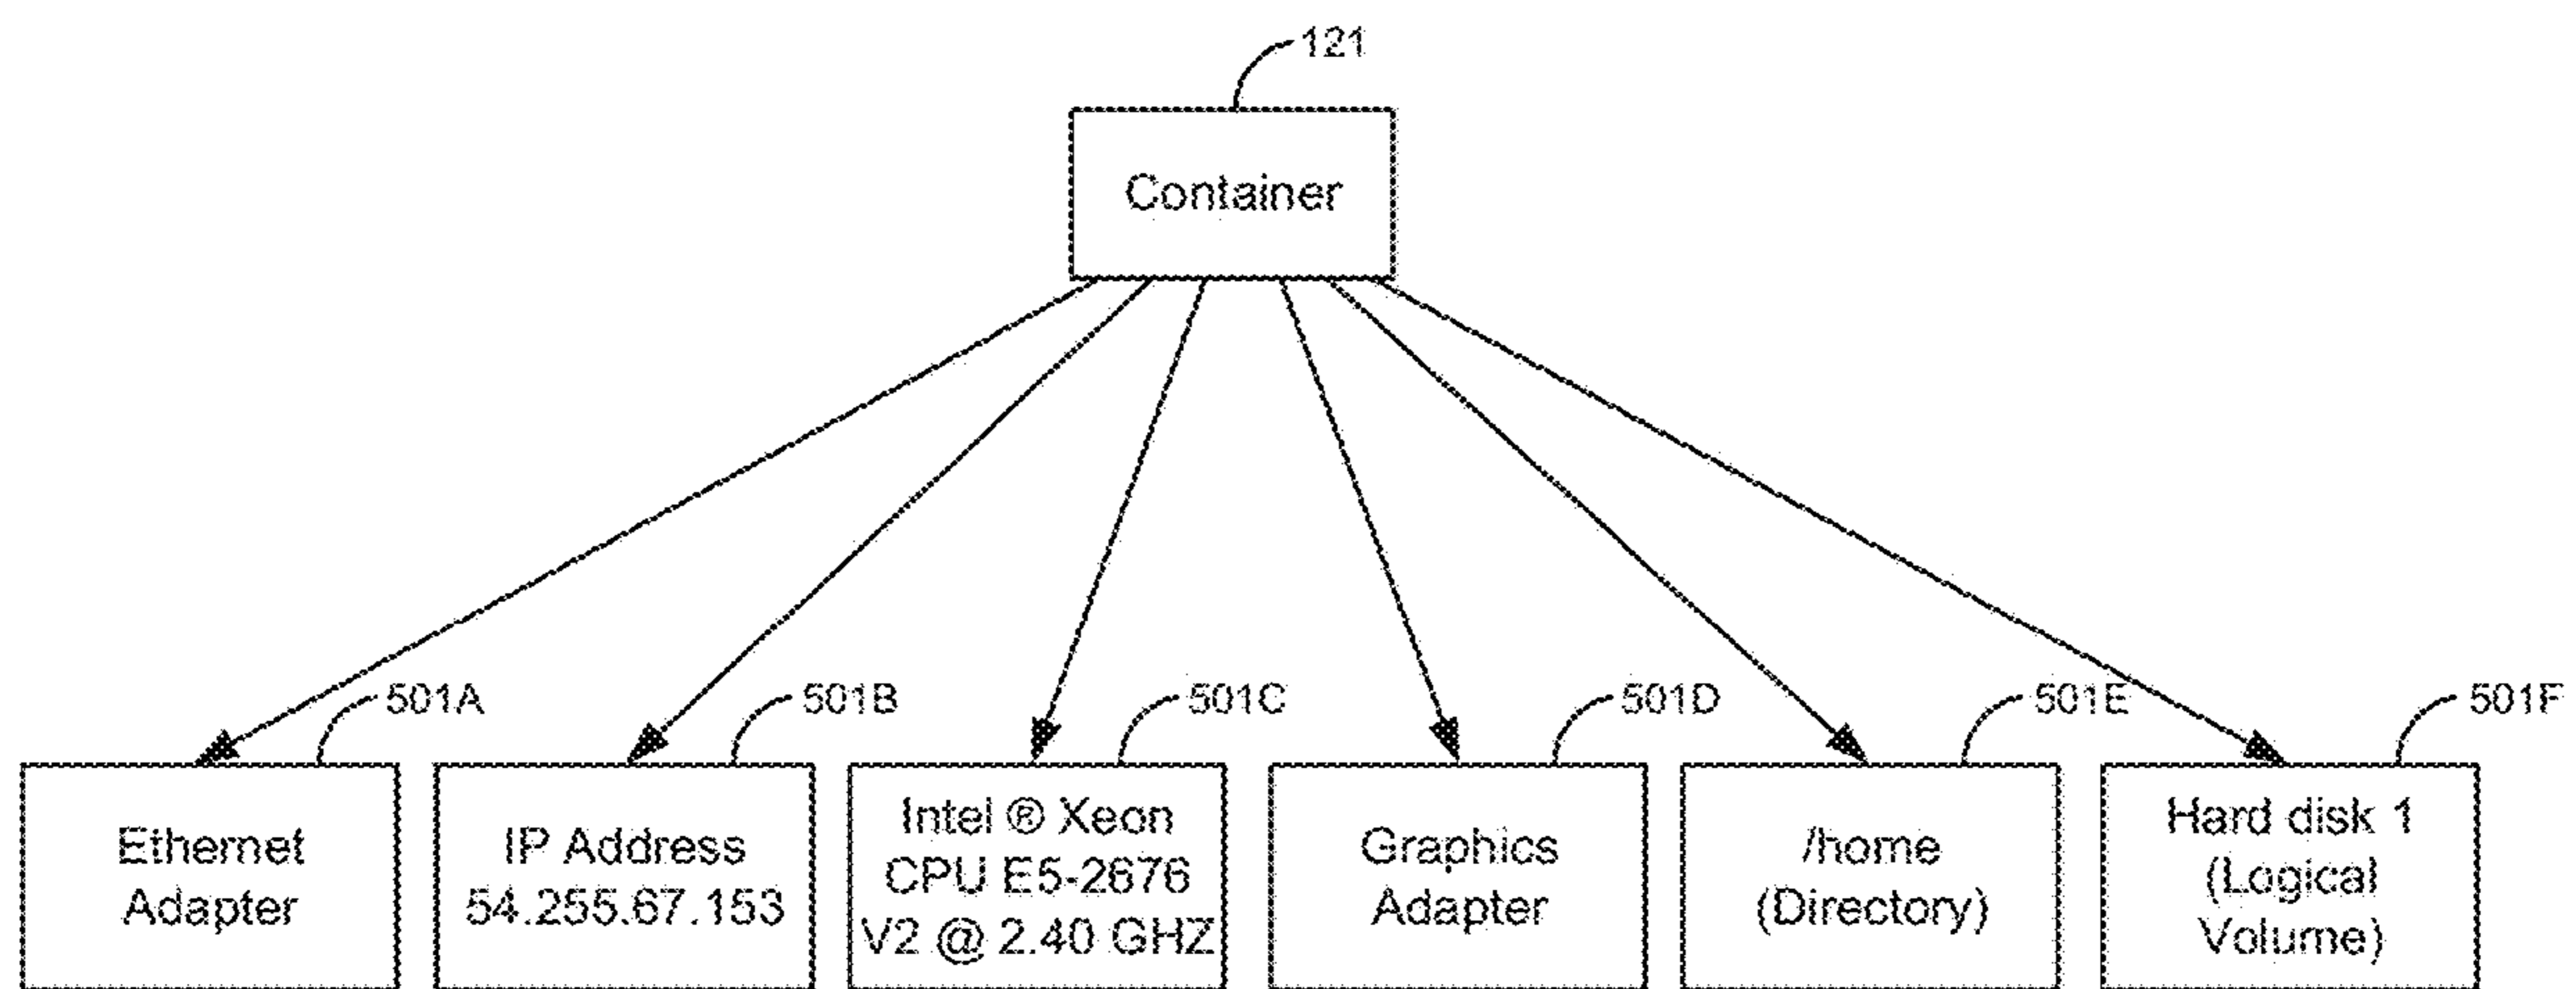 121
Container
501A
501B
501C
501D
501E
501F
Ethernet
Adapter
IP Address
54.255.67.153
Intel ® Xeon
CPU E5-2676
V2 @ 2.40 GHZ
Graphics
Adapter
/home
(Directory)
Hard disk 1
(Logical
Volume)